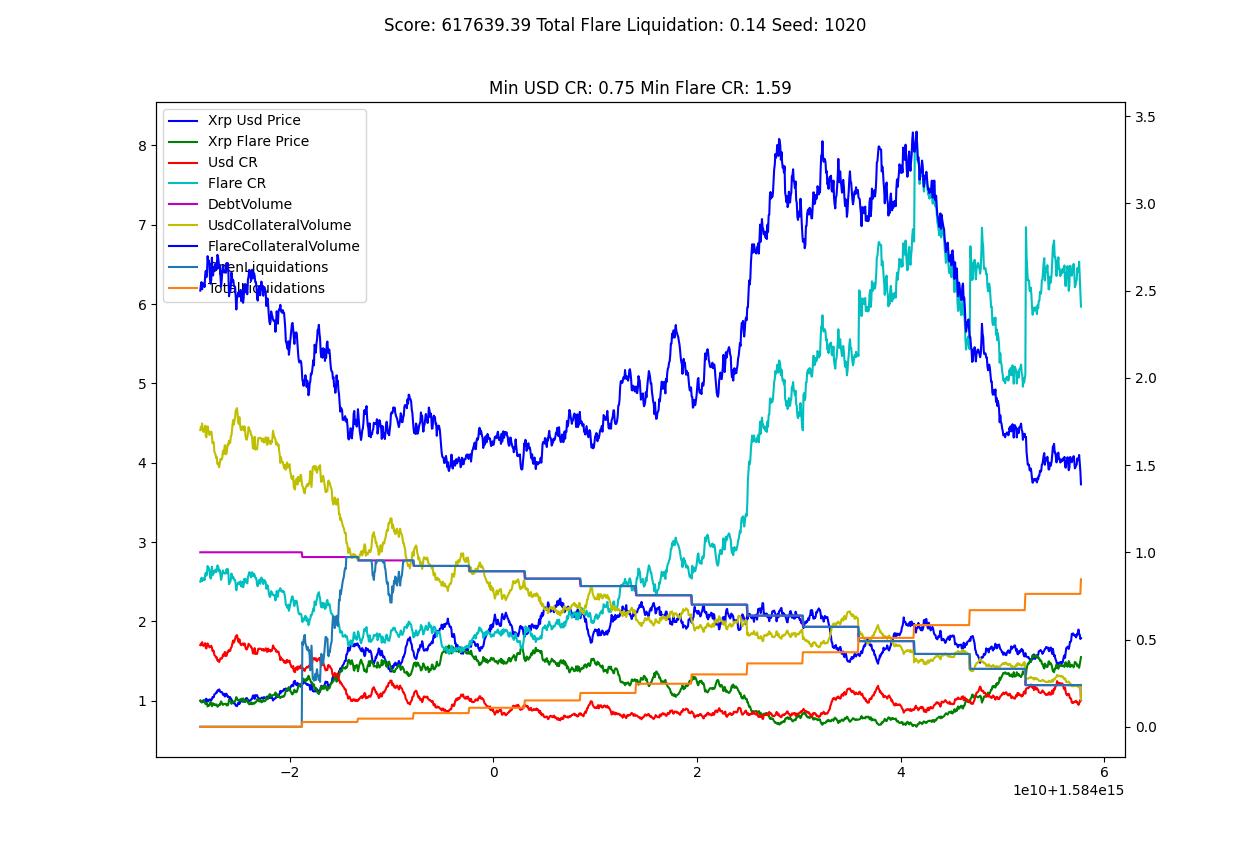 Score: 617639.39 Total Flare Liquidation: 0.14 Seed: 1020
Min USD CR: 0.75 Min Flare CR: 1.59
Xrp Usd Price
Xrp Flare Price
Usd CR
Flare CR
DebtVolume
UsdCollateralVolume
FlareCollateralVolume
OpenLiquidations
TotalLiquidations
8
7
6
5
4
3
2
1
3.5
3.0
2.5
2.0
1.5
1.0
0.5
0.0
−2
0
2
4
6
1e10+1.584e15